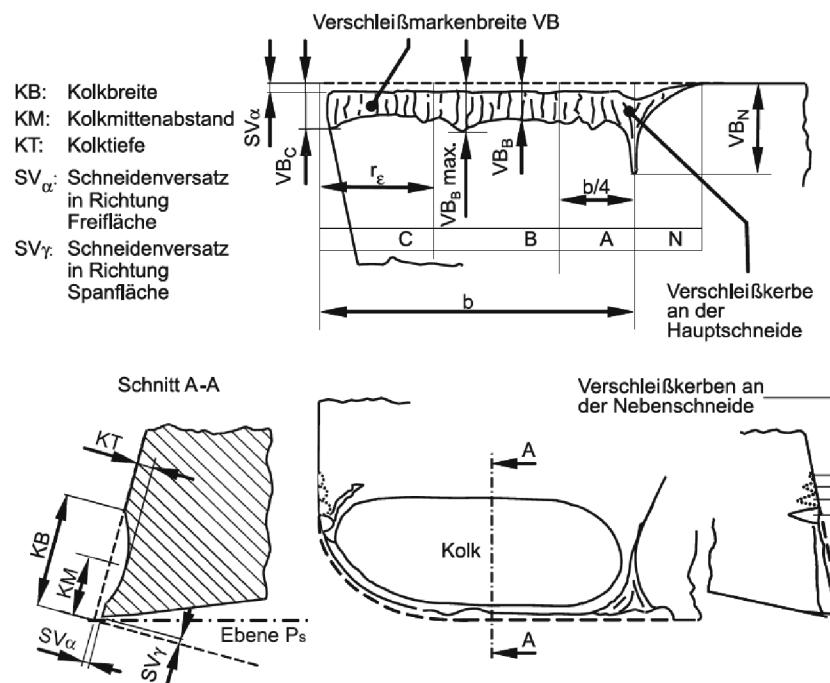 Verschleißmarkenbreite VB
KB: Kolkbreite
KM: Kolkmittenabstand
KT: Kolktiefe
SVα: Schneidenversatz
in Richtung
Freifläche
SVγ: Schneidenversatz
in Richtung
Spanfläche
SVα
VBC
rε
VBB max.
VBB
b/4
VBN
C
B
A
N
b
Verschleißkerbe
an der
Hauptschneide
Schnitt A-A
KT
KB
KM
SVα
SVγ
Ebene Ps
A
Kolk
A
Verschleißkerben an
der Nebenschneide